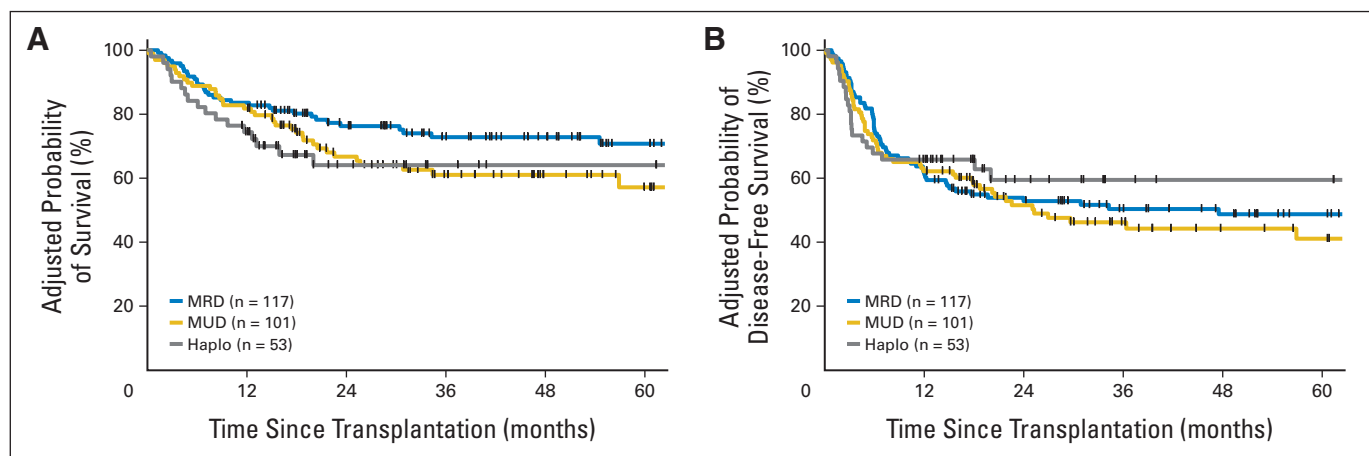 A
Adjusted Probability
of Survival (%)
100
80
60
40
20
0
12
24
36
48
60
MRD (n = 117)
MUD (n = 101)
Haplo (n = 53)
Time Since Transplantation (months)
B
Adjusted Probability of
Disease-Free Survival (%)
100
80
60
40
20
0
12
24
36
48
60
MRD (n = 117)
MUD (n = 101)
Haplo (n = 53)
Time Since Transplantation (months)